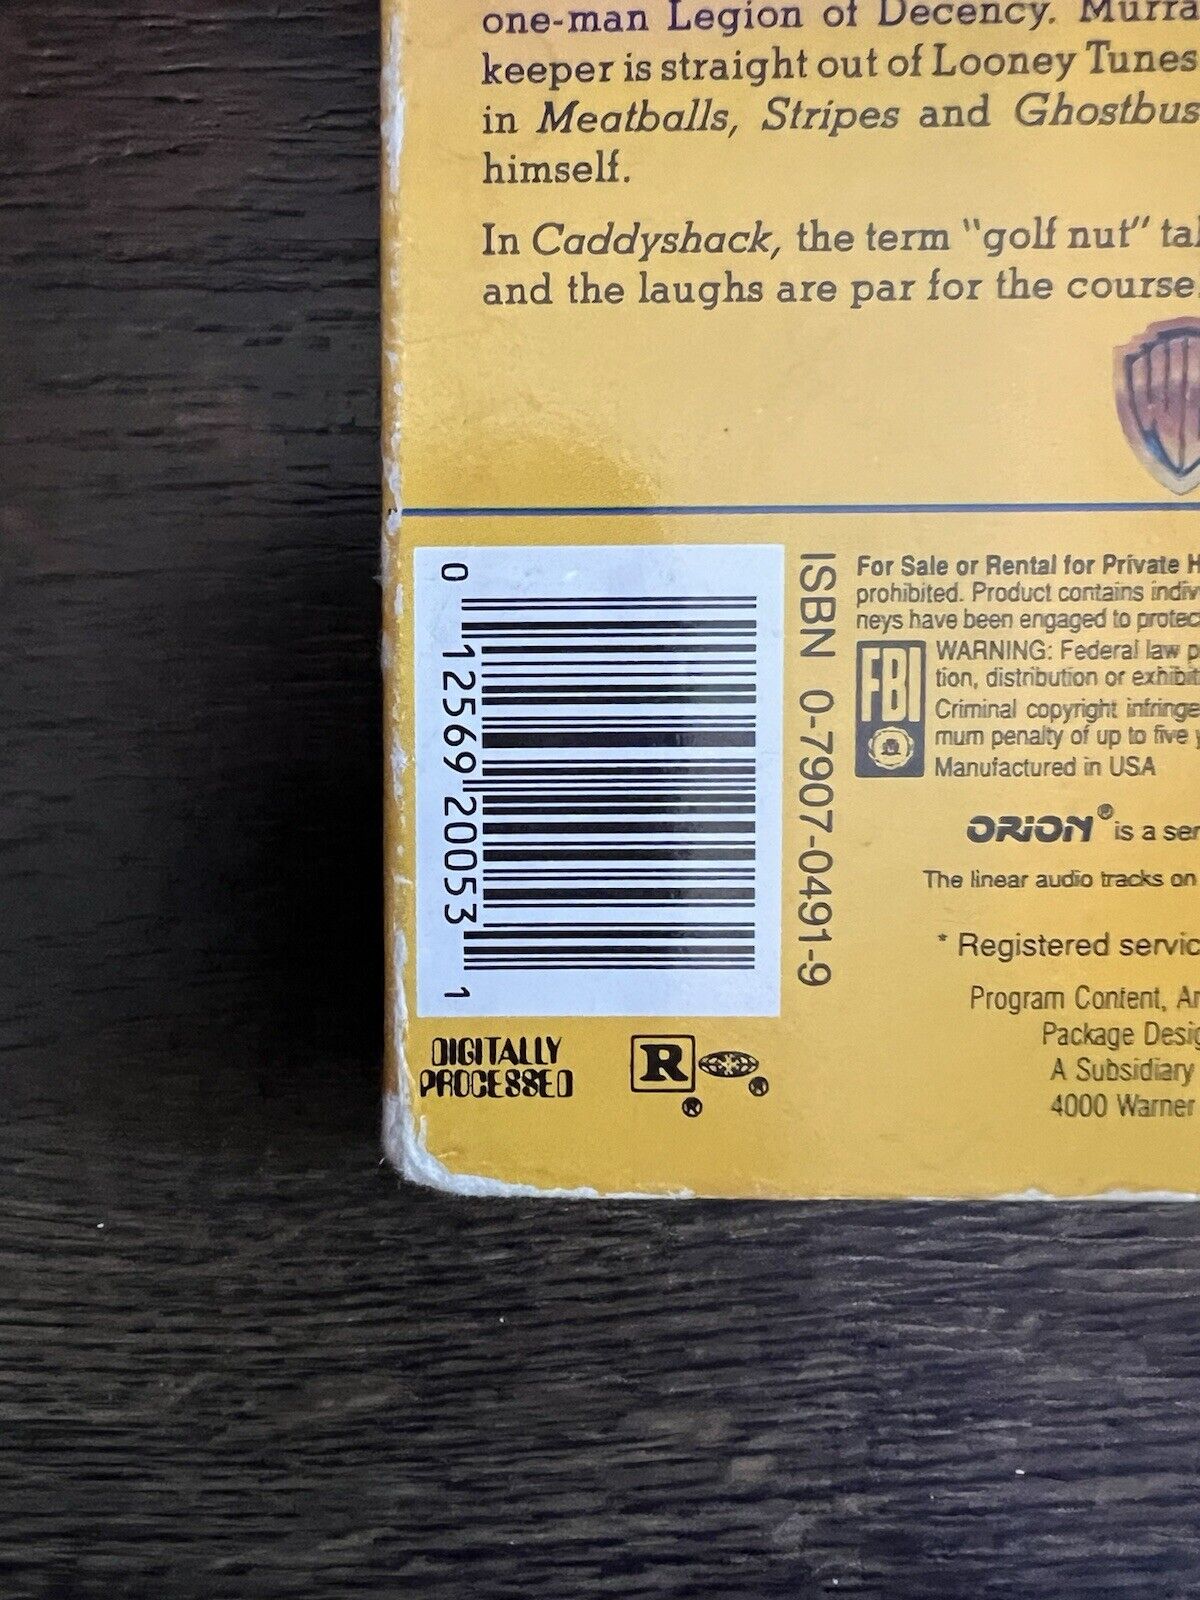 one-man Legion of Decency. Murra
keeper is straight out of Looney Tunes
in Meatballs, Stripes and Ghostbus
himself.
In Caddyshack, the term "golf nut" tal
and the laughs are par for the course.
WB
0 12569 20053 1
ISBN 0-7907-0491-9
For Sale or Rental for Private H
prohibited. Product contains indiv
neys have been engaged to protec
FBI
WARNING: Federal law p
tion, distribution or exhibit
Criminal copyright infringe
mum penalty of up to five y
Manufactured in USA
ORION® is a ser
The linear audio tracks on
* Registered servic
Program Content, Ar
Package Desig
A Subsidiary
4000 Warner
DIGITALLY
PROCESSED
R ® ®